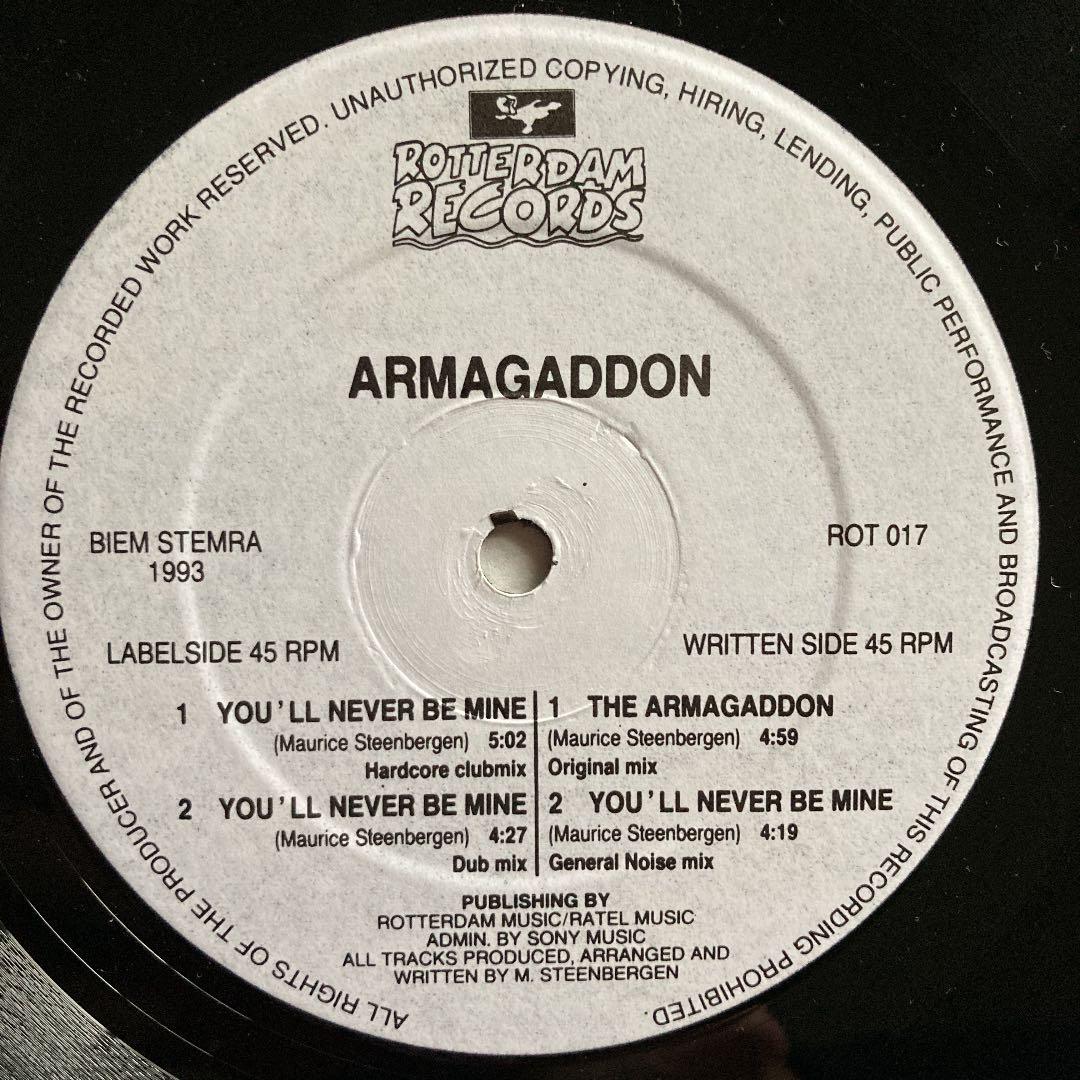 ALL RIGHTS OF THE PRODUCER AND OF THE OWNER OF THE RECORDED WORK RESERVED. UNAUTHORIZED COPYING, HIRING, LENDING, PUBLIC PERFORMANCE AND BROADCASTING OF THIS RECORDING PROHIBITED.
ROTTERDAM
RECORDS
ARMAGADDON
BIEM STEMRA
1993
ROT 017
LABELSIDE 45 RPM
1 YOU'LL NEVER BE MINE
(Maurice Steenbergen) 5:02
Hardcore clubmix
2 YOU'LL NEVER BE MINE
(Maurice Steenbergen) 4:27
Dub mix
WRITTEN SIDE 45 RPM
1 THE ARMAGADDON
(Maurice Steenbergen) 4:59
Original mix
2 YOU'LL NEVER BE MINE
(Maurice Steenbergen) 4:19
General Noise mix
PUBLISHING BY
ROTTERDAM MUSIC/RATEL MUSIC
ADMIN. BY SONY MUSIC
ALL TRACKS PRODUCED, ARRANGED AND
WRITTEN BY M. STEENBERGEN